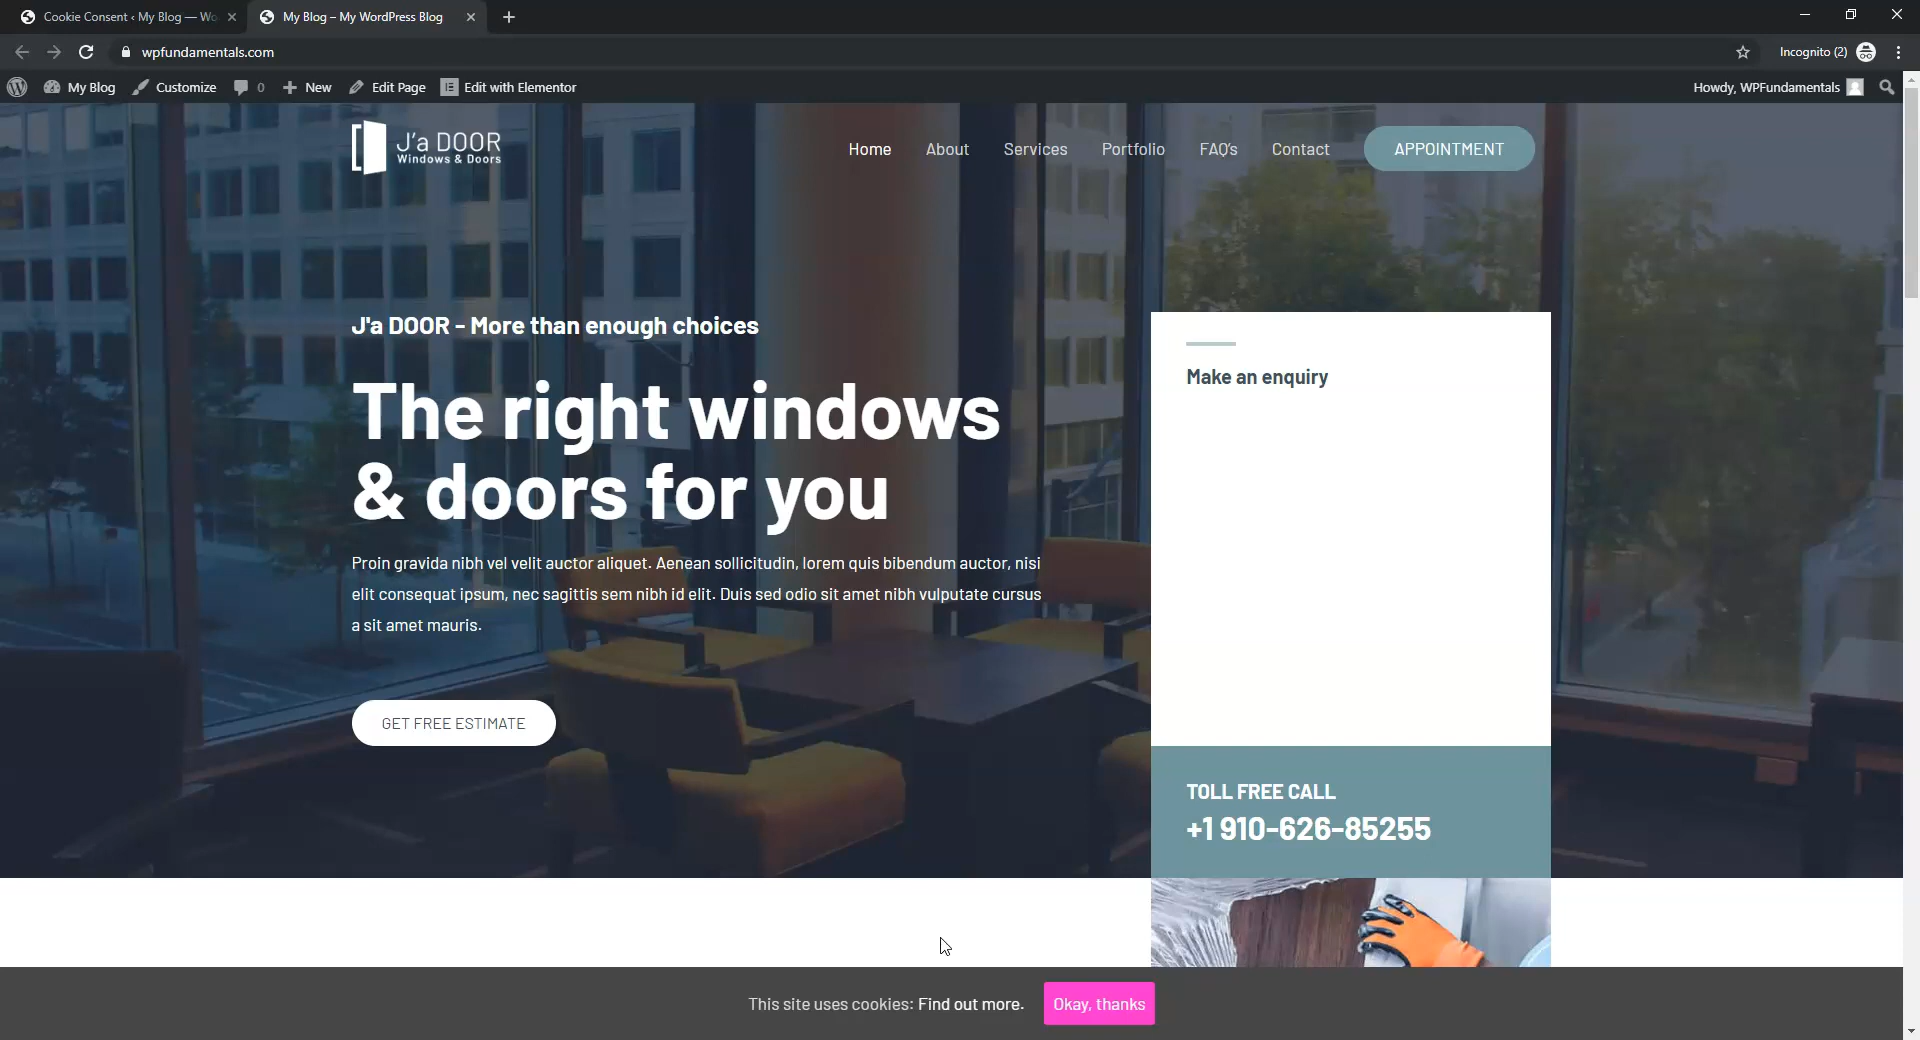 Cookie Consent ‹ My Blog — Wo
My Blog – My WordPress Blog
wpfundamentals.com
Incognito (2)
My Blog
Customize
0
New
Edit Page
Edit with Elementor
Howdy, WPFundamentals
J'a DOOR
Windows & Doors
Home
About
Services
Portfolio
FAQ's
Contact
APPOINTMENT
J'a DOOR - More than enough choices
The right windows
& doors for you
Proin gravida nibh vel velit auctor aliquet. Aenean sollicitudin, lorem quis bibendum auctor, nisi
elit consequat ipsum, nec sagittis sem nibh id elit. Duis sed odio sit amet nibh vulputate cursus
a sit amet mauris.
GET FREE ESTIMATE
Make an enquiry
TOLL FREE CALL
+1 910-626-85255
This site uses cookies: Find out more.
Okay, thanks